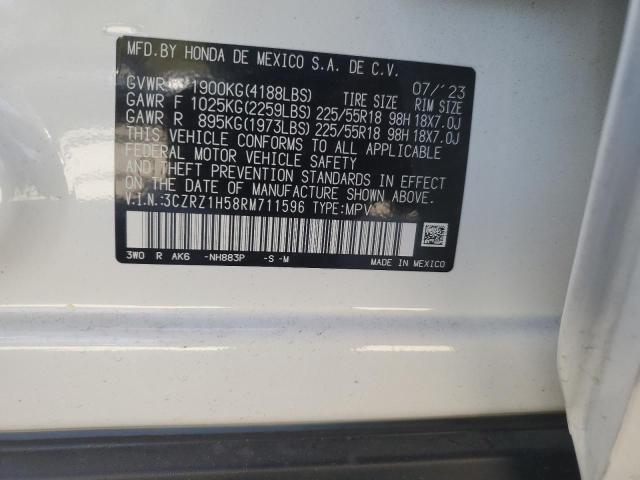 MFD. BY HONDA DE MEXICO S.A. DE C.V.
07/'23
GVWR 1900KG(4188LBS) TIRE SIZE RIM SIZE
GAWR F 1025KG(2259LBS) 225/55R18 98H 18X7.0J
GAWR R 895KG(1973LBS) 225/55R18 98H 18X7.0J
THIS VEHICLE CONFORMS TO ALL APPLICABLE
FEDERAL MOTOR VEHICLE SAFETY
AND THEFT PREVENTION STANDARDS IN EFFECT
ON THE DATE OF MANUFACTURE SHOWN ABOVE.
V.I.N.:3CZRZ1H58RM711596 TYPE:MPV
3W0 R AK6 -NH883P -S -M
MADE IN MEXICO